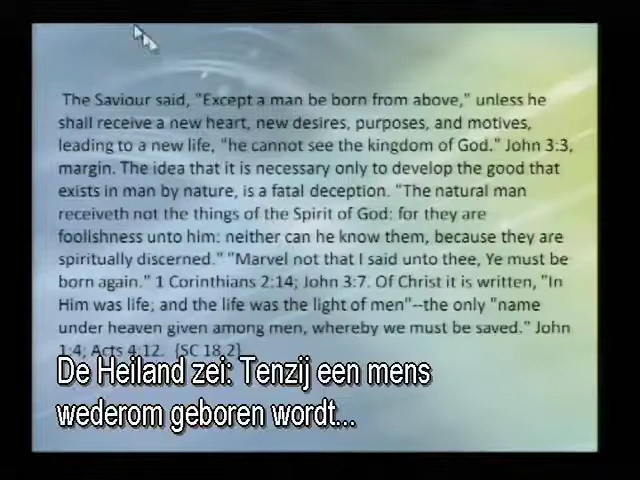 The Saviour said, "Except a man be born from above," unless he
shall receive a new heart, new desires, purposes, and motives,
leading to a new life, "he cannot see the kingdom of God." John 3:3,
margin. The idea that it is necessary only to develop the good that
exists in man by nature, is a fatal deception. "The natural man
receiveth not the things of the Spirit of God: for they are
foolishness unto him: neither can he know them, because they are
spiritually discerned." "Marvel not that I said unto thee, Ye must be
born again." 1 Corinthians 2:14; John 3:7. Of Christ it is written, "In
Him was life; and the life was the light of men"--the only "name
under heaven given among men, whereby we must be saved." John
1:4; Acts 4:12. {SC 18.2}
De Heiland zei: Tenzij een mens
wederom geboren wordt...